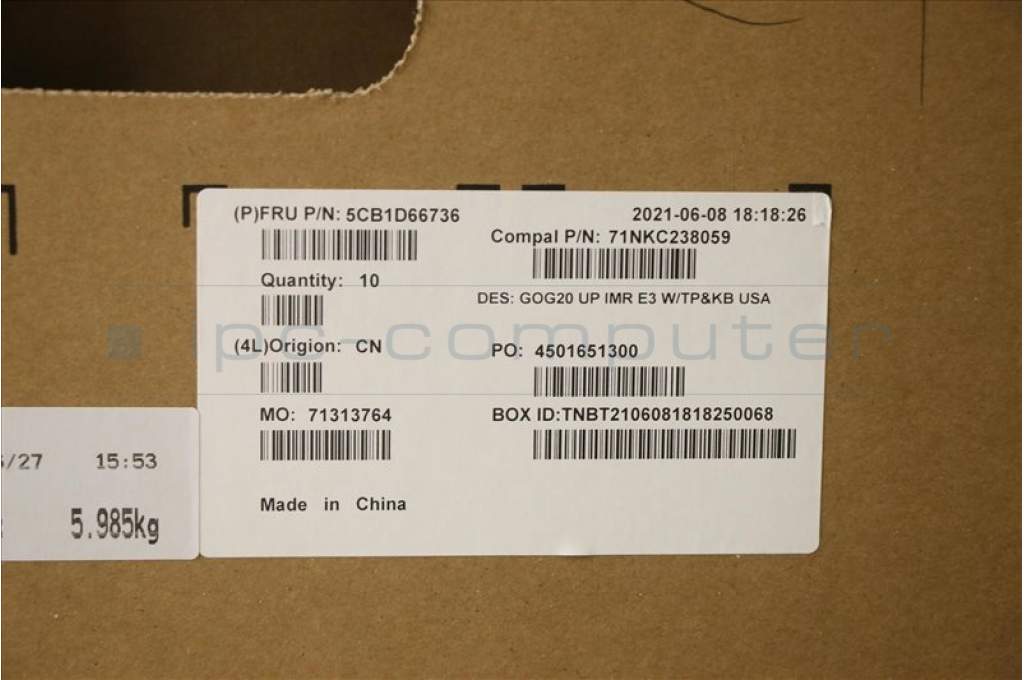 (P)FRU P/N: 5CB1D66736
2021-06-08 18:18:26
Compal P/N: 71NKC238059
Quantity: 10
DES: GOG20 UP IMR E3 W/TP&KB USA
pc-computer
(4L)Origion: CN
PO: 4501651300
MO: 71313764
BOX ID:TNBT2106081818250068
/27 15:53
Made in China
5.985kg